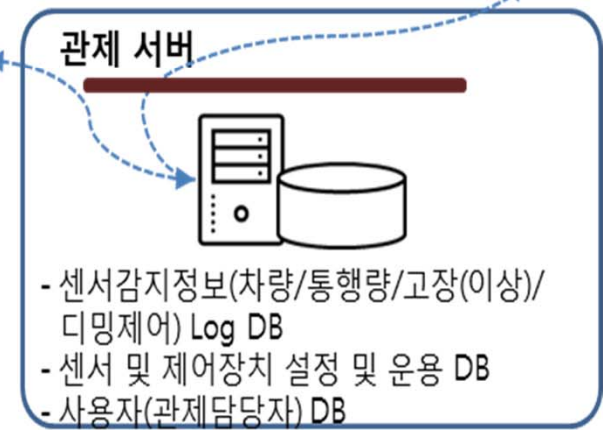 관제 서버
- 센서감지정보(차량/통행량/고장(이상)/
디밍제어) Log DB
- 센서 및 제어장치 설정 및 운용 DB
- 사용자(관제담당자) DB